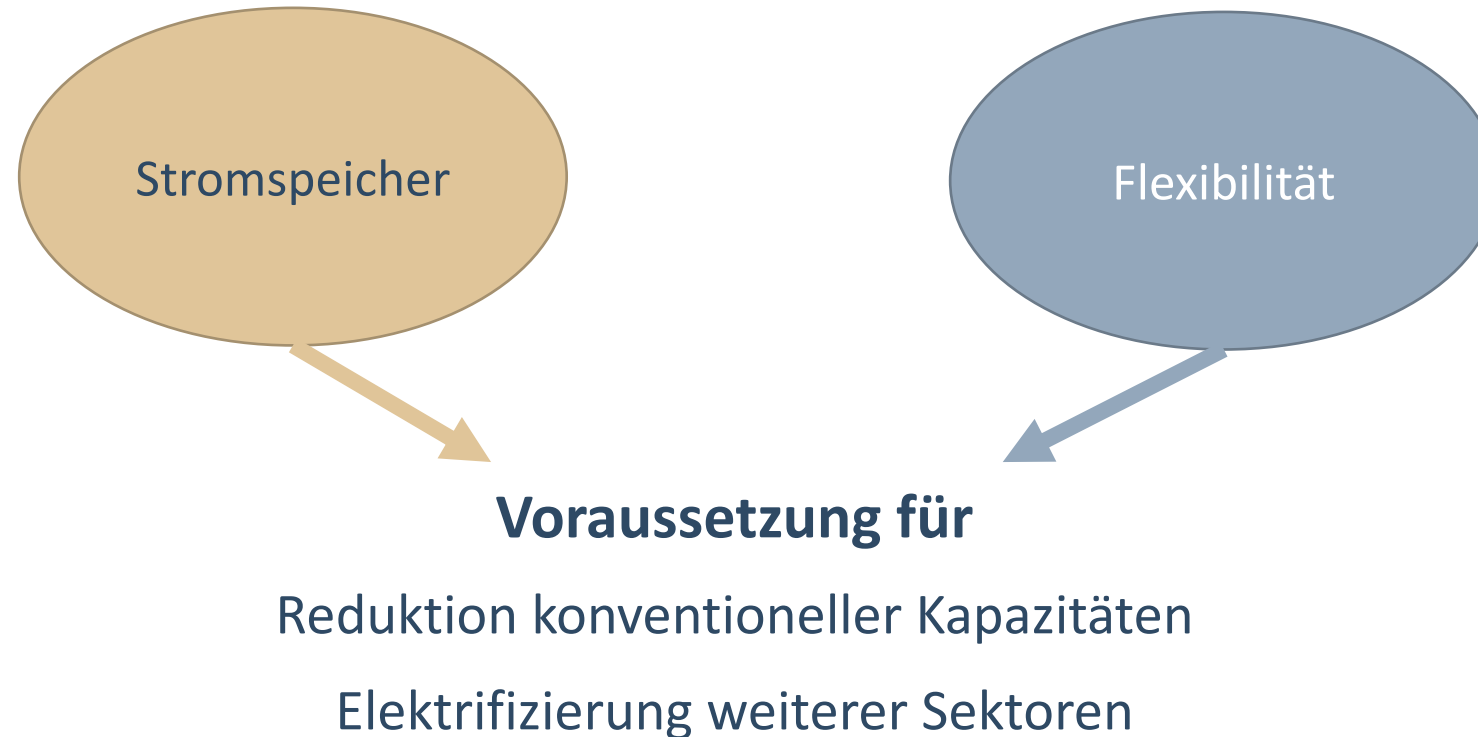 Stromspeicher
Flexibilität
Voraussetzung für
Reduktion konventioneller Kapazitäten
Elektrifizierung weiterer Sektoren